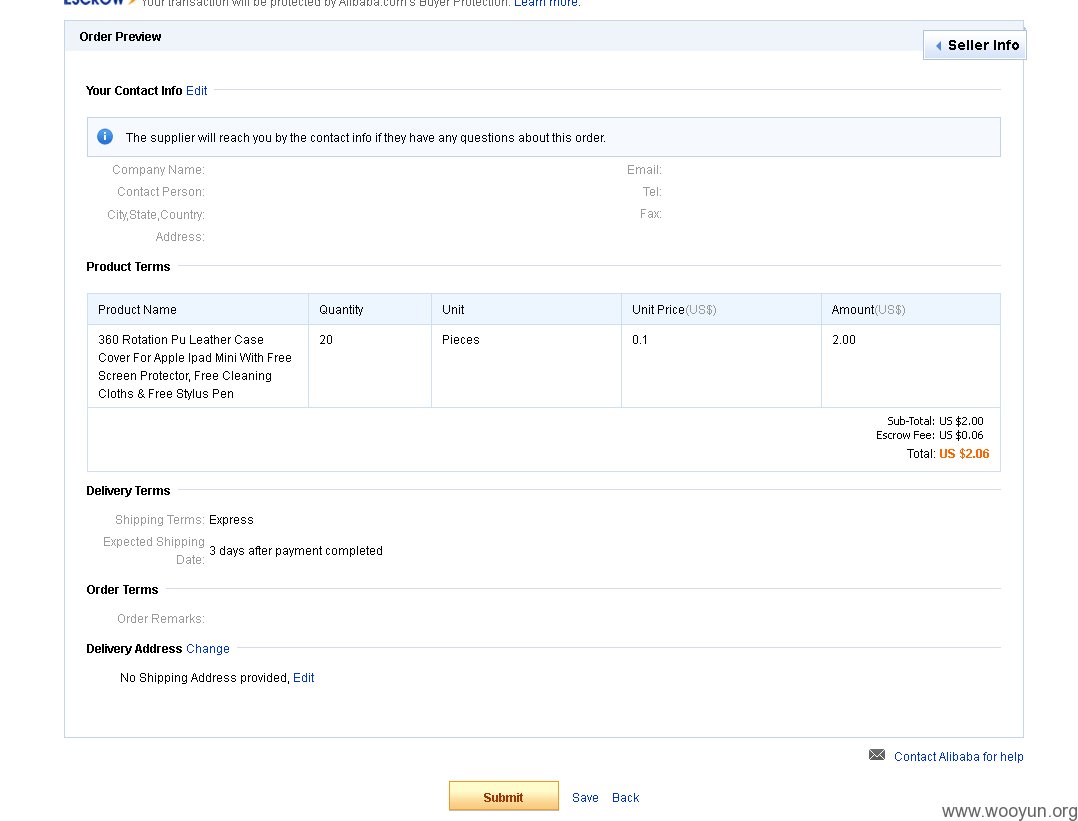 ESCROW Your transaction will be protected by Alibaba.com's Buyer Protection. Learn more.
Order Preview
Seller Info
Your Contact Info Edit
The supplier will reach you by the contact info if they have any questions about this order.
Company Name:
Email:
Contact Person:
Tel:
City,State,Country:
Fax:
Address:
Product Terms
Product Name Quantity Unit Unit Price(US$) Amount(US$)
360 Rotation Pu Leather Case 20 Pieces 0.1 2.00
Cover For Apple Ipad Mini With Free
Screen Protector, Free Cleaning
Cloths & Free Stylus Pen
Sub-Total: US $2.00
Escrow Fee: US $0.06
Total: US $2.06
Delivery Terms
Shipping Terms: Express
Expected Shipping
Date: 3 days after payment completed
Order Terms
Order Remarks:
Delivery Address Change
No Shipping Address provided, Edit
Contact Alibaba for help
Submit Save Back
www.wooyun.org